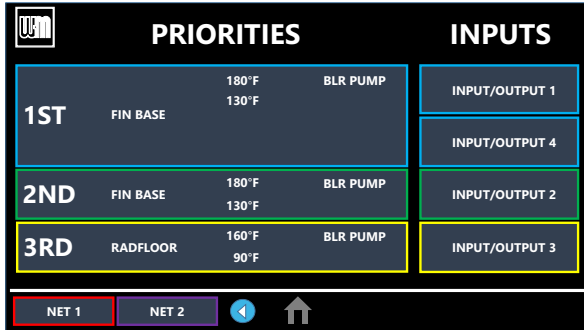 WM
PRIORITIES INPUTS
180°F BLR PUMP INPUT/OUTPUT 1
130°F
1ST FIN BASE
INPUT/OUTPUT 4
180°F BLR PUMP
2ND FIN BASE INPUT/OUTPUT 2
130°F
160°F BLR PUMP
3RD RADFLOOR INPUT/OUTPUT 3
90°F
NET 1 NET 2